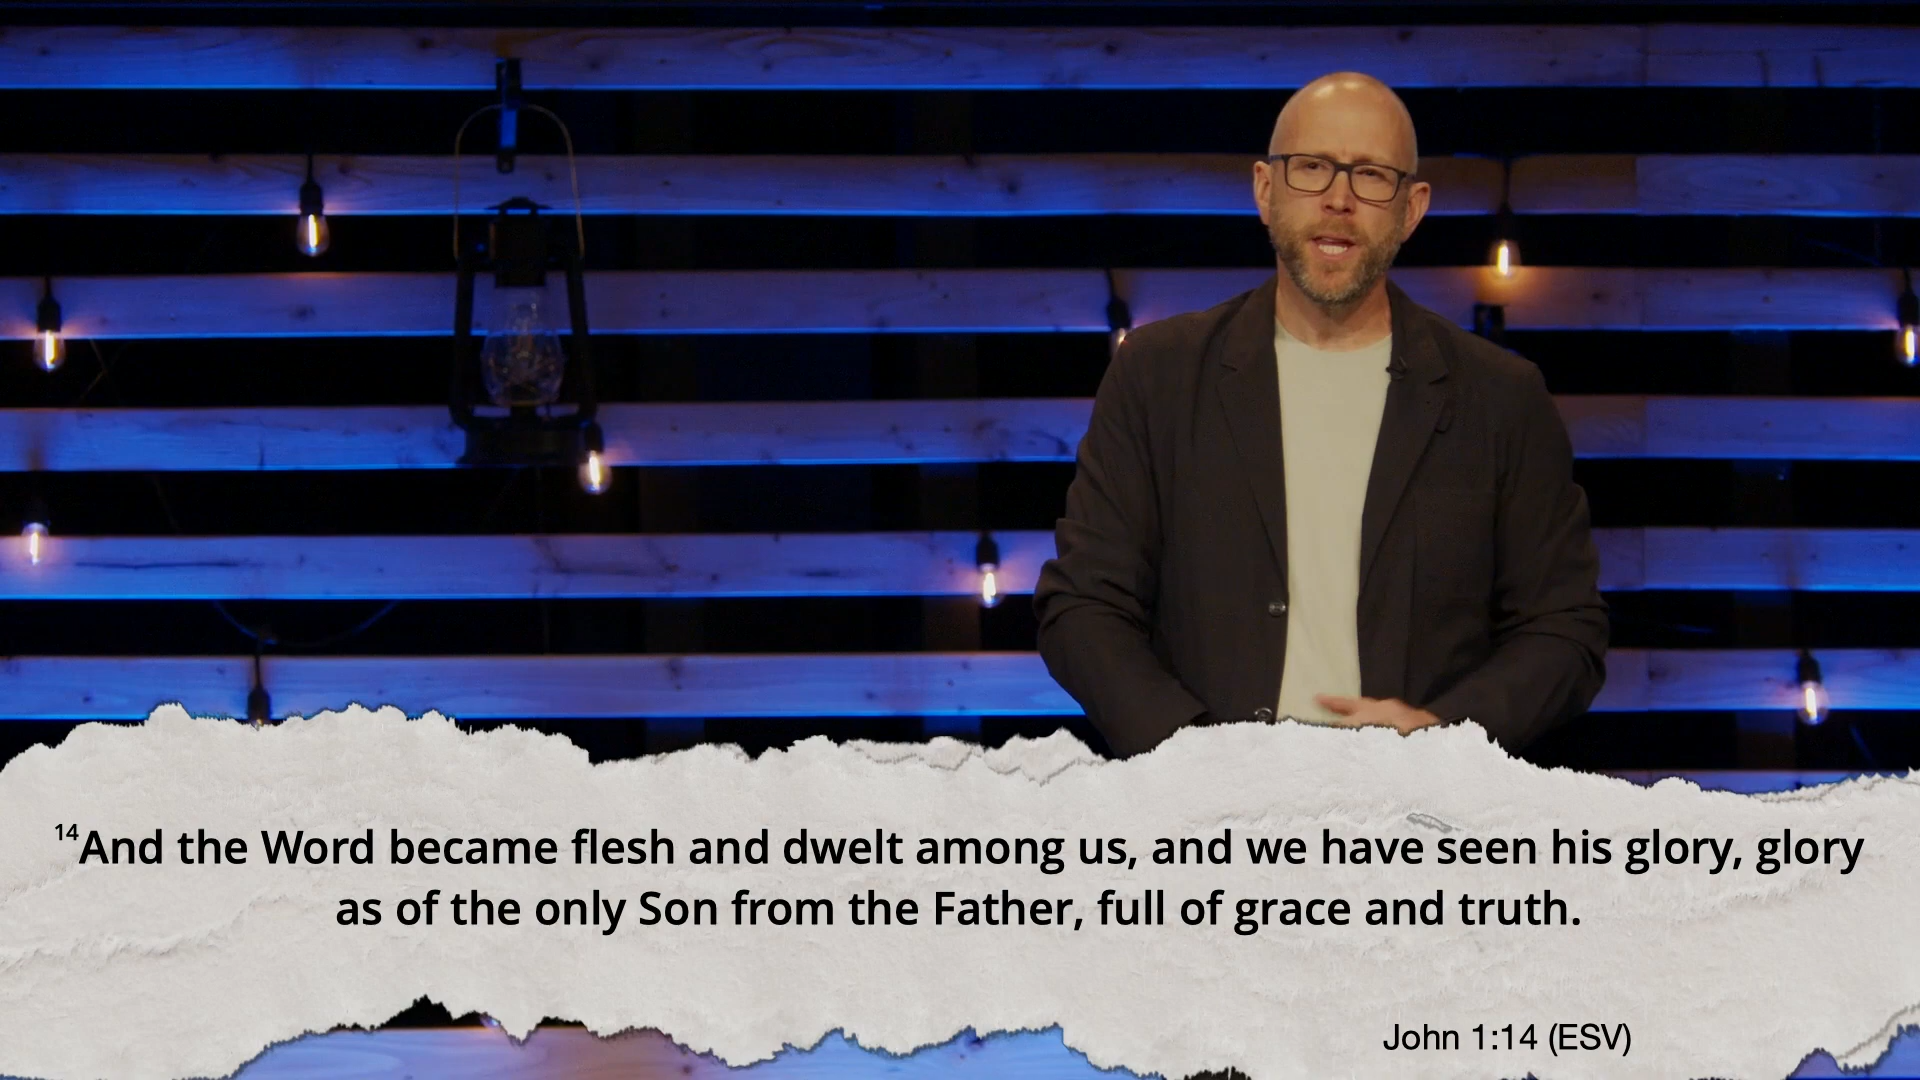 ¹⁴And the Word became flesh and dwelt among us, and we have seen his glory, glory
as of the only Son from the Father, full of grace and truth.
John 1:14 (ESV)